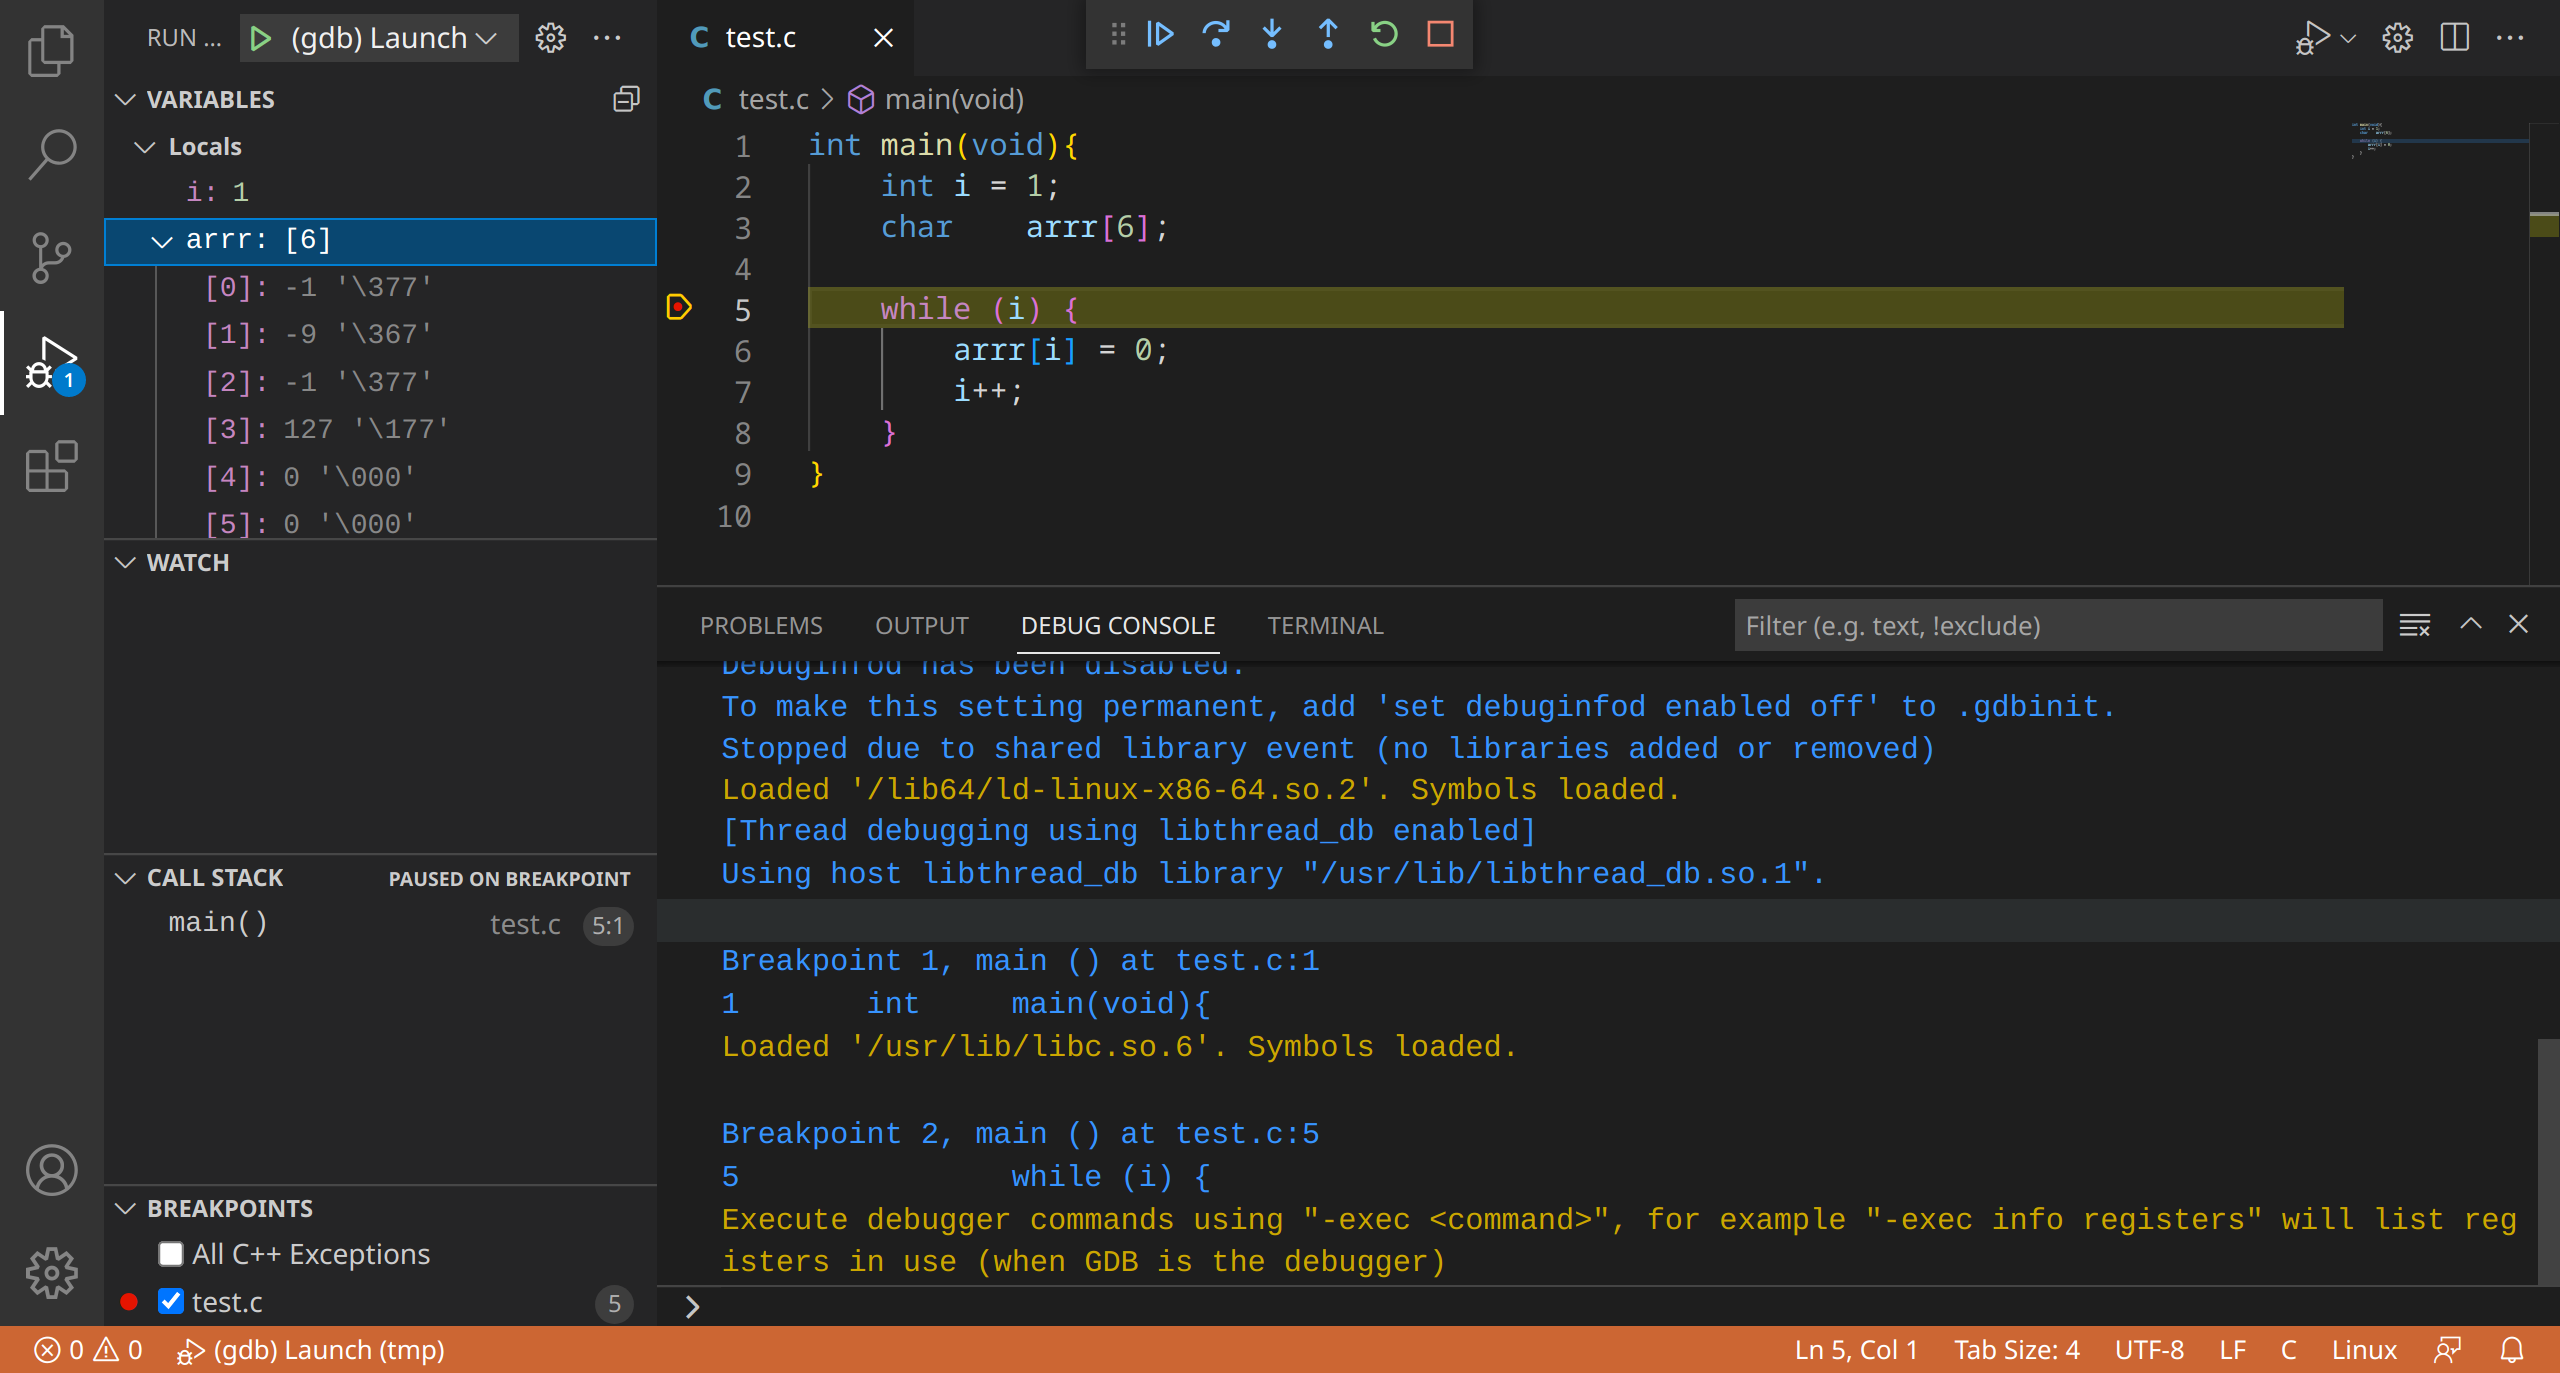 RUN ...
(gdb) Launch
VARIABLES
Locals
i: 1
arrr: [6]
[0]: -1 '\377'
[1]: -9 '\367'
[2]: -1 '\377'
[3]: 127 '\177'
[4]: 0 '\000'
[5]: 0 '\000'
WATCH
CALL STACK
PAUSED ON BREAKPOINT
main()
test.c
5:1
BREAKPOINTS
All C++ Exceptions
test.c
5
1
C test.c
C test.c > main(void)
1 int main(void){
2 int i = 1;
3 char    arrr[6];
4
5 while (i) {
6 arrr[i] = 0;
7 i++;
8 }
9 }
10
PROBLEMS
OUTPUT
DEBUG CONSOLE
TERMINAL
Filter (e.g. text, !exclude)
Debuginfod has been disabled.
To make this setting permanent, add 'set debuginfod enabled off' to .gdbinit.
Stopped due to shared library event (no libraries added or removed)
Loaded '/lib64/ld-linux-x86-64.so.2'. Symbols loaded.
[Thread debugging using libthread_db enabled]
Using host libthread_db library "/usr/lib/libthread_db.so.1".
Breakpoint 1, main () at test.c:1
1       int     main(void){
Loaded '/usr/lib/libc.so.6'. Symbols loaded.
Breakpoint 2, main () at test.c:5
5               while (i) {
Execute debugger commands using "-exec <command>", for example "-exec info registers" will list reg
isters in use (when GDB is the debugger)
>
0
0
(gdb) Launch (tmp)
Ln 5, Col 1
Tab Size: 4
UTF-8
LF
C
Linux